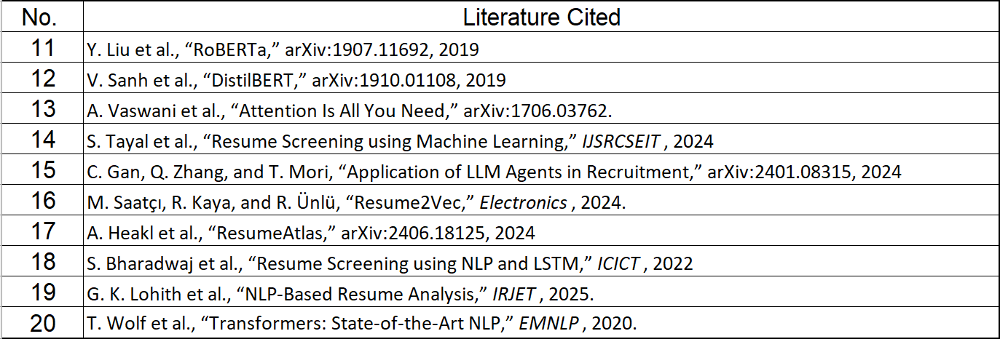 No. Literature Cited
11 Y. Liu et al., “RoBERTa,” arXiv:1907.11692, 2019
12 V. Sanh et al., “DistilBERT,” arXiv:1910.01108, 2019
13 A. Vaswani et al., “Attention Is All You Need,” arXiv:1706.03762.
14 S. Tayal et al., “Resume Screening using Machine Learning,” IJSRCSEIT , 2024
15 C. Gan, Q. Zhang, and T. Mori, “Application of LLM Agents in Recruitment,” arXiv:2401.08315, 2024
16 M. Saatçı, R. Kaya, and R. Ünlü, “Resume2Vec,” Electronics , 2024.
17 A. Heakl et al., “ResumeAtlas,” arXiv:2406.18125, 2024
18 S. Bharadwaj et al., “Resume Screening using NLP and LSTM,” ICICT , 2022
19 G. K. Lohith et al., “NLP-Based Resume Analysis,” IRJET , 2025.
20 T. Wolf et al., “Transformers: State-of-the-Art NLP,” EMNLP , 2020.